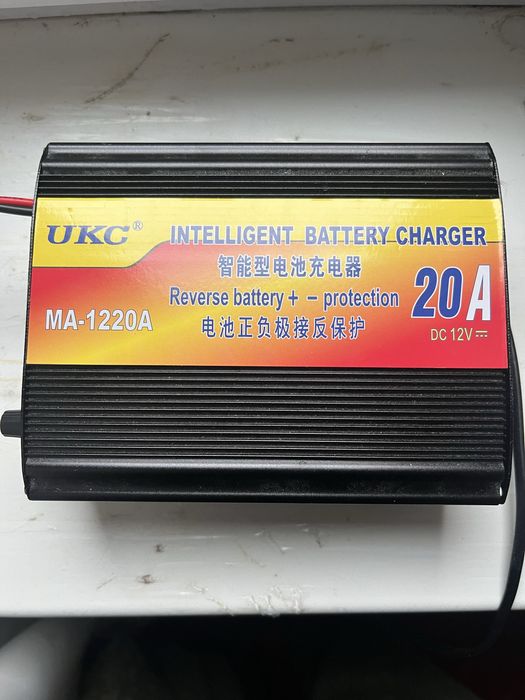 UKC®
INTELLIGENT BATTERY CHARGER
智能型电池充电器
Reverse battery + − protection
电池正负极接反保护
MA-1220A
20A
DC 12V⎓